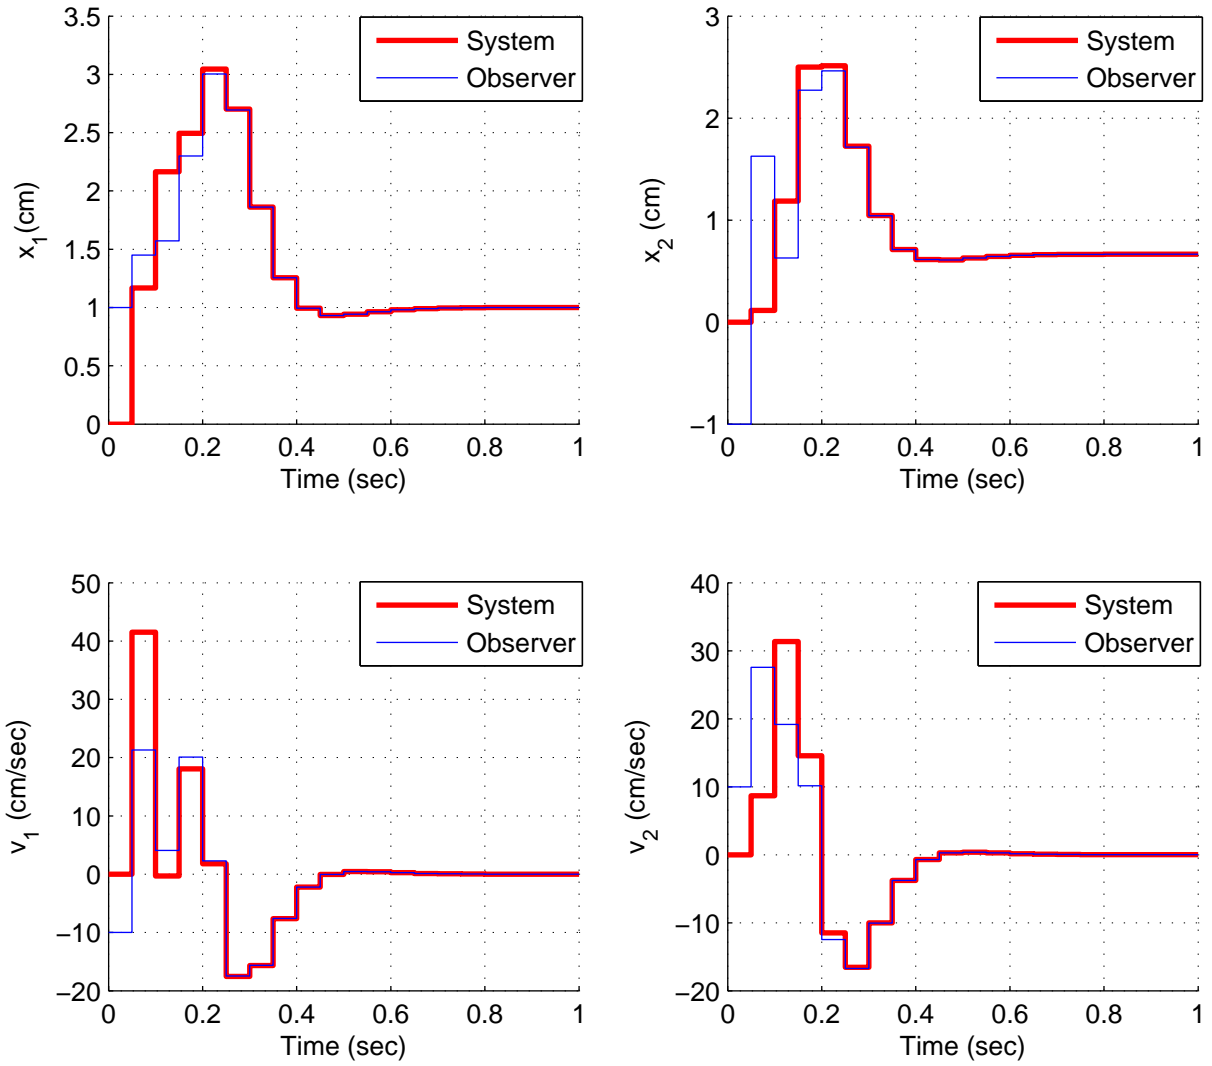 3.5
3
2.5
2
1.5
1
0.5
0
x1(cm)
0 0.2 0.4 0.6 0.8 1
Time (sec)
System
Observer
3
2
1
0
−1
x2 (cm)
0 0.2 0.4 0.6 0.8 1
Time (sec)
System
Observer
50
40
30
20
10
0
−10
−20
v1 (cm/sec)
0 0.2 0.4 0.6 0.8 1
Time (sec)
System
Observer
40
30
20
10
0
−10
−20
v2 (cm/sec)
0 0.2 0.4 0.6 0.8 1
Time (sec)
System
Observer